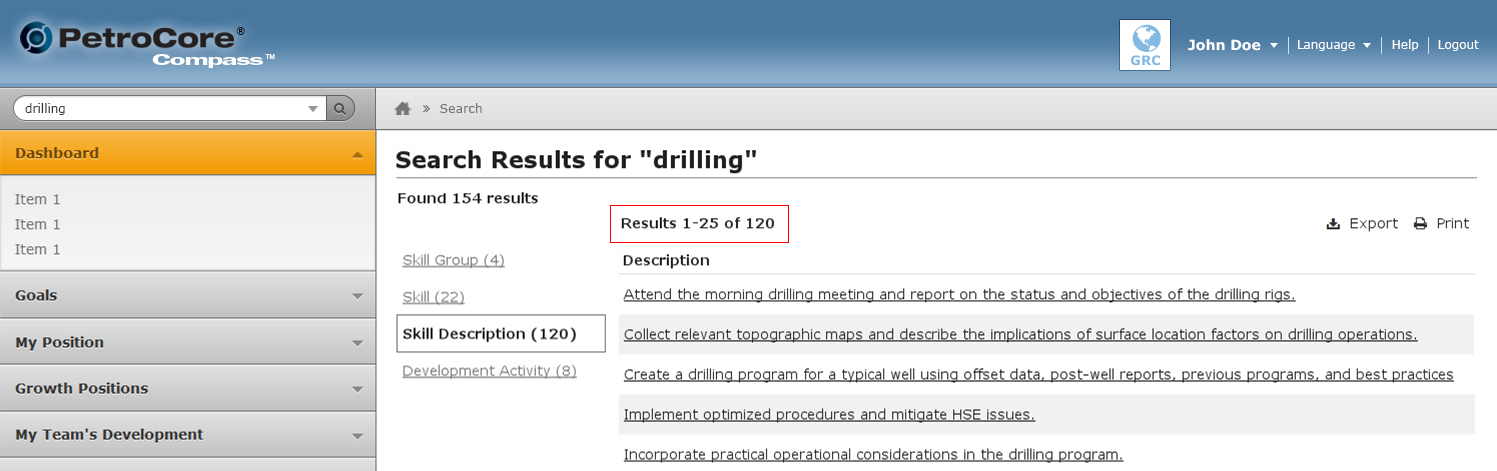 PetroCore®
Compass™
GRC
John Doe
Language
Help
Logout
drilling
» Search
Dashboard
Item 1
Item 1
Item 1
Goals
My Position
Growth Positions
My Team's Development
Search Results for "drilling"
Found 154 results
Results 1-25 of 120
Export
Print
Skill Group (4)
Skill (22)
Skill Description (120)
Development Activity (8)
Description
Attend the morning drilling meeting and report on the status and objectives of the drilling rigs.
Collect relevant topographic maps and describe the implications of surface location factors on drilling operations.
Create a drilling program for a typical well using offset data, post-well reports, previous programs, and best practices
Implement optimized procedures and mitigate HSE issues.
Incorporate practical operational considerations in the drilling program.